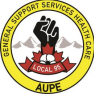 GENERAL SUPPORT SERVICES HEALTH CARE
LOCAL 95
AUPE